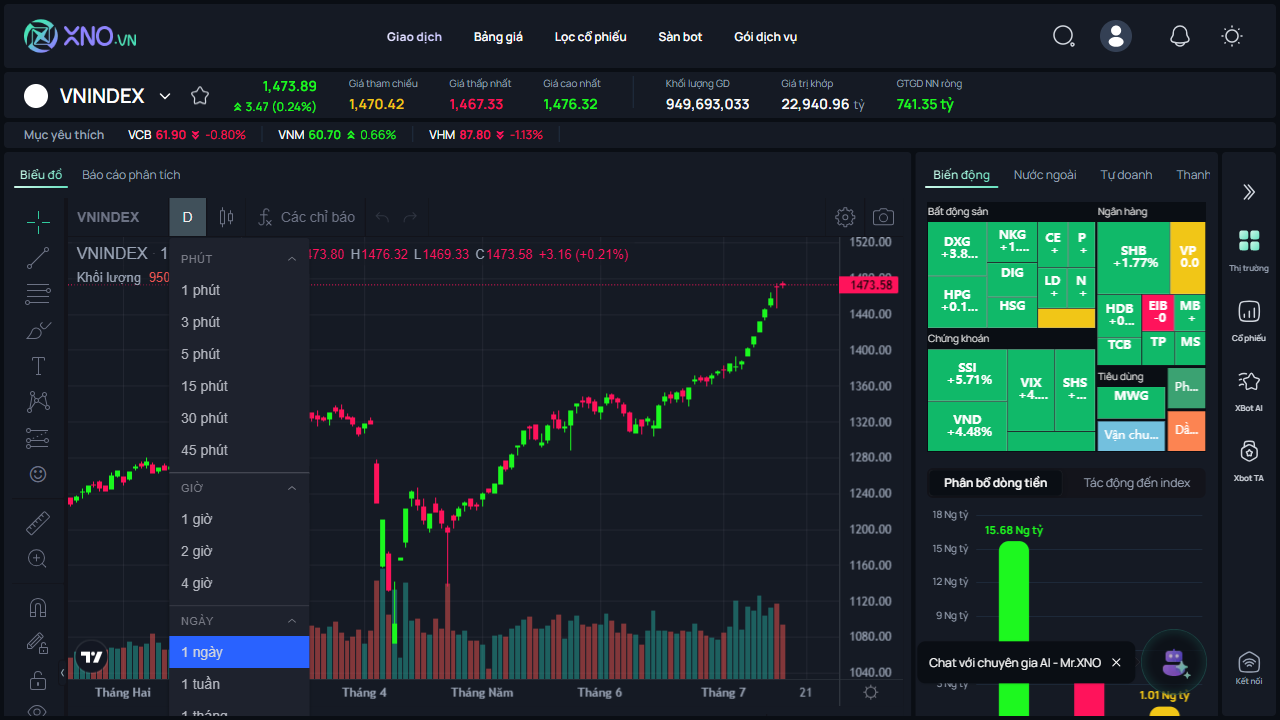 XNO.VN
Giao dịch
Bảng giá
Lọc cổ phiếu
Sàn bot
Gói dịch vụ
VNINDEX
1,473.89
3.47 (0.24%)
Giá tham chiếu
1,470.42
Giá thấp nhất
1,467.33
Giá cao nhất
1,476.32
Khối lượng GD
949,693,033
Giá trị khớp
22,940.96 tỷ
GTGD NN ròng
741.35 tỷ
Mục yêu thích
VCB 61.90 -0.80%
VNM 60.70 0.66%
VHM 87.80 -1.13%
Biểu đồ
Báo cáo phân tích
VNINDEX
D
Các chỉ báo
VNINDEX · 1
473.80 H1476.32 L1469.33 C1473.58 +3.16 (+0.21%)
Khối lượng 950
PHÚT
1 phút
3 phút
5 phút
15 phút
30 phút
45 phút
GIỜ
1 giờ
2 giờ
4 giờ
NGÀY
1 ngày
1 tuần
1 tháng
1520.00
1473.58
1440.00
1400.00
1360.00
1320.00
1280.00
1240.00
1200.00
1160.00
1120.00
1080.00
1040.00
Tháng Hai
Tháng 4
Tháng Năm
Tháng 6
Tháng 7
21
Biến động
Nước ngoài
Tự doanh
Thanh
Bất động sản
DXG
+3.8...
NKG
+1....
CE
+
P
+
HPG
+0.1...
DIG
HSG
LD
+
N
+
Ngân hàng
SHB
+1.77%
VP
0.0
HDB
+0...
EIB
-0
MB
+
TCB
TP
MS
Chứng khoán
SSI
+5.71%
VND
+4.48%
VIX
+4....
SHS
+...
Tiêu dùng
MWG
Ph...
Vận chu...
Dầ...
Phân bổ dòng tiền
Tác động đến index
18 Ng tỷ
15 Ng tỷ
12 Ng tỷ
9 Ng tỷ
15.68 Ng tỷ
1.01 Ng tỷ
Chat với chuyên gia AI - Mr.XNO
Thị trường
Cổ phiếu
XBot AI
Xbot TA
Kết nối